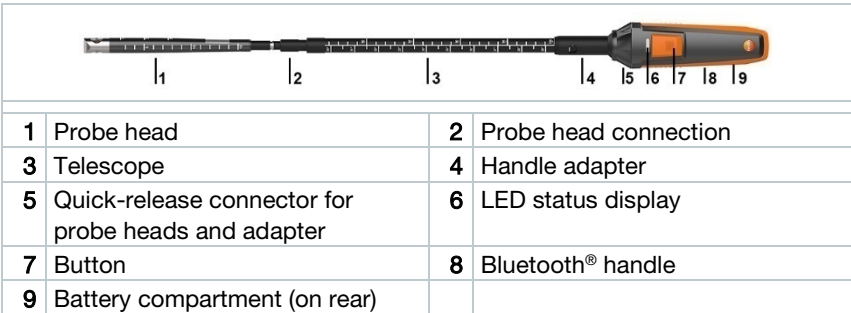 1 2 3 4 5 6 7 8 9
1 Probe head 2 Probe head connection
3 Telescope 4 Handle adapter
5 Quick-release connector for 6 LED status display
probe heads and adapter
7 Button 8 Bluetooth® handle
9 Battery compartment (on rear)